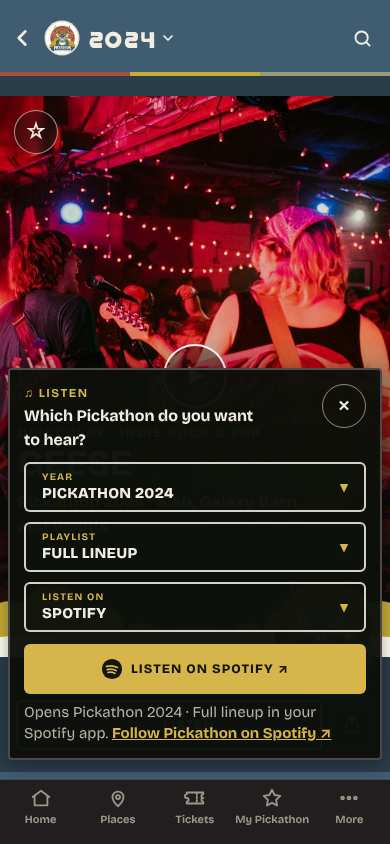 2024
♫ LISTEN
Which Pickathon do you want
to hear?
YEAR
PICKATHON 2024
PLAYLIST
FULL LINEUP
LISTEN ON
SPOTIFY
LISTEN ON SPOTIFY ↗
Opens Pickathon 2024 · Full lineup in your
Spotify app. Follow Pickathon on Spotify ↗
Home
Places
Tickets
My Pickathon
More